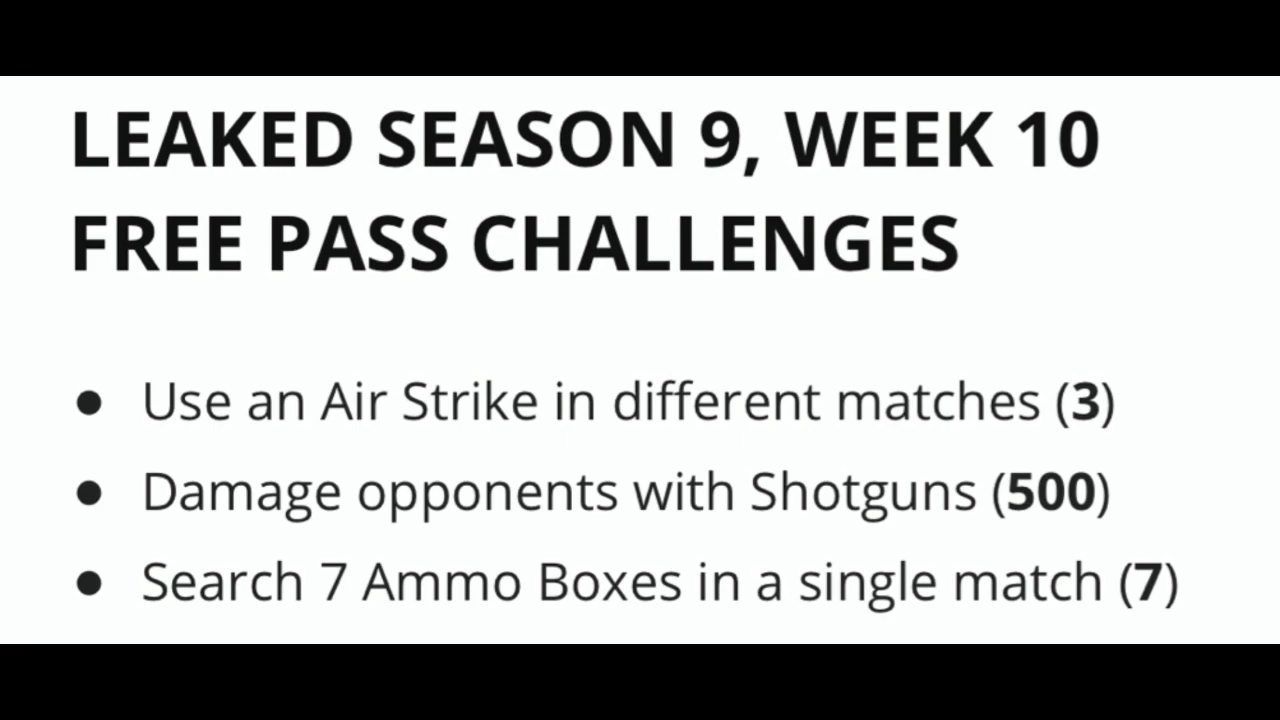 LEAKED SEASON 9, WEEK 10
FREE PASS CHALLENGES
● Use an Air Strike in different matches (3)
● Damage opponents with Shotguns (500)
● Search 7 Ammo Boxes in a single match (7)